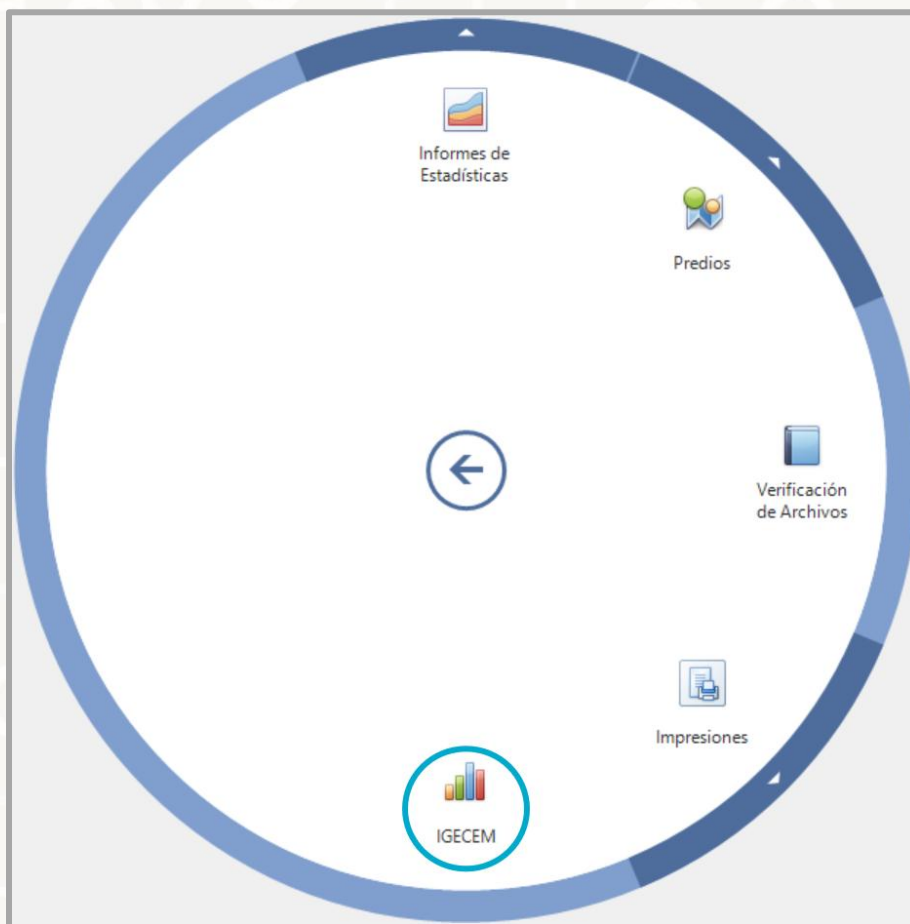 Informes de
Estadísticas
Predios
Verificación
de Archivos
Impresiones
IGECEM